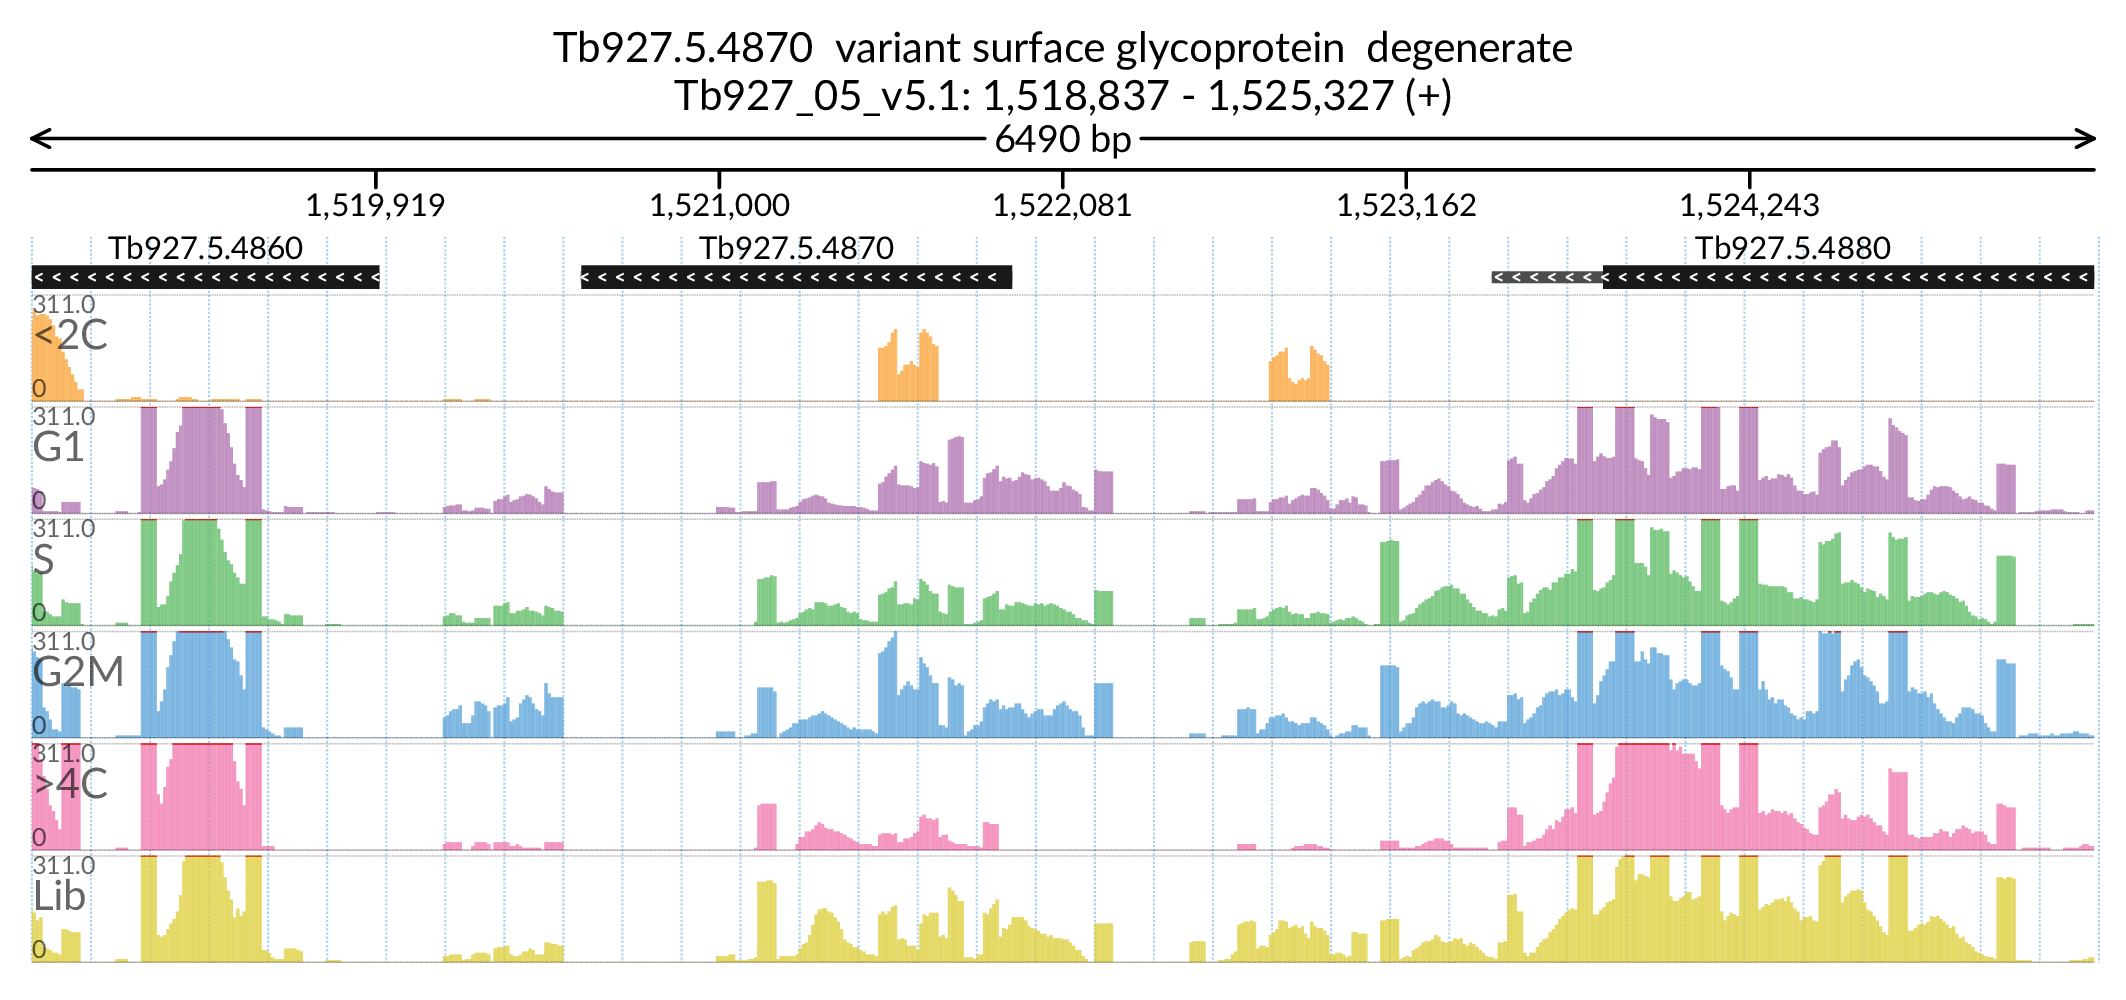 Tb927.5.4870 variant surface glycoprotein degenerate
Tb927_05_v5.1: 1,518,837 - 1,525,327 (+)
6490 bp
1,519,919 1,521,000 1,522,081 1,523,162 1,524,243
Tb927.5.4860 Tb927.5.4870 Tb927.5.4880
311.0
<2C
0
311.0
G1
0
311.0
S
0
311.0
G2M
0
311.0
>4C
0
311.0
Lib
0